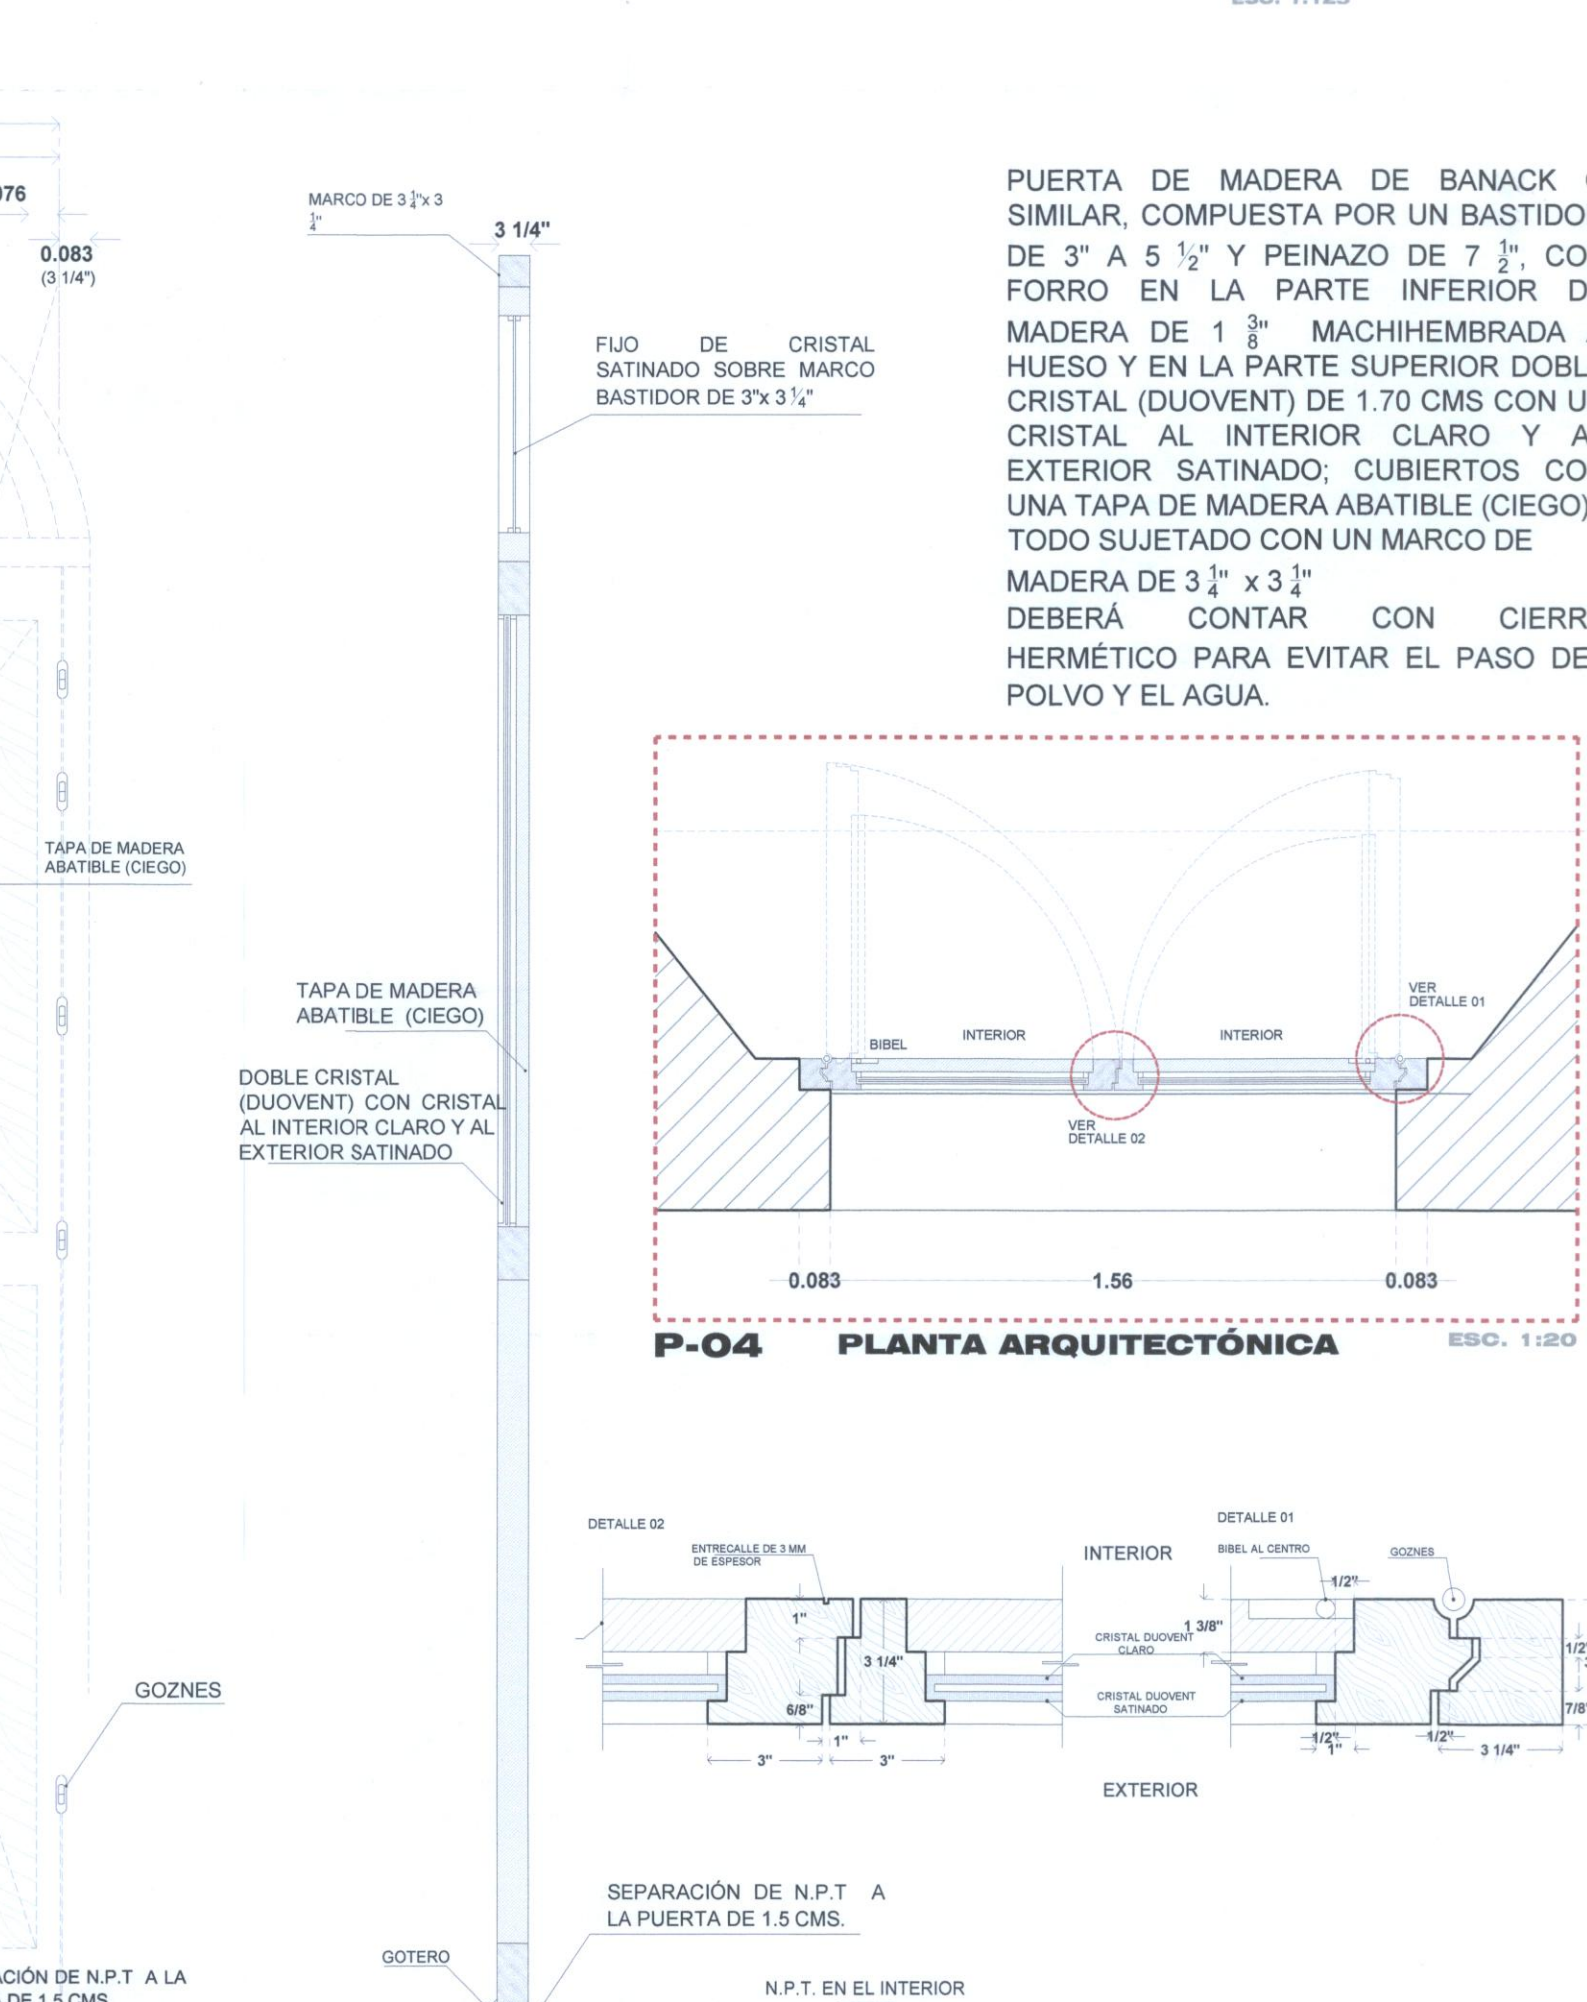 076
0.083
(3 1/4")
TAPA DE MADERA
ABATIBLE (CIEGO)
GOZNES
DE N.P.T A LA
DE 1.5 CMS
MARCO DE 3 1/4"x 3
1/4"
3 1/4"
FIJO DE CRISTAL
SATINADO SOBRE MARCO
BASTIDOR DE 3"x 3 1/4"
TAPA DE MADERA
ABATIBLE (CIEGO)
DOBLE CRISTAL
(DUOVENT) CON CRISTAL
AL INTERIOR CLARO Y AL
EXTERIOR SATINADO
GOTERO
SEPARACIÓN DE N.P.T A
LA PUERTA DE 1.5 CMS.
N.P.T. EN EL INTERIOR
PUERTA DE MADERA DE BANACK
SIMILAR, COMPUESTA POR UN BASTIDO
DE 3" A 5 1/2" Y PEINAZO DE 7 1/2", CO
FORRO EN LA PARTE INFERIOR D
MADERA DE 1 3/8" MACHIHEMBRADA
HUESO Y EN LA PARTE SUPERIOR DOBL
CRISTAL (DUOVENT) DE 1.70 CMS CON U
CRISTAL AL INTERIOR CLARO Y A
EXTERIOR SATINADO; CUBIERTOS CO
UNA TAPA DE MADERA ABATIBLE (CIEGO)
TODO SUJETADO CON UN MARCO DE
MADERA DE 3 1/4" x 3 1/4"
DEBERÁ CONTAR CON CIERR
HERMÉTICO PARA EVITAR EL PASO DE
POLVO Y EL AGUA.
VER
DETALLE 01
BIBEL
INTERIOR
INTERIOR
VER
DETALLE 02
0.083
1.56
0.083
P-04 PLANTA ARQUITECTÓNICA ESC. 1:20
DETALLE 02
ENTRECALLE DE 3 MM
DE ESPESOR
1"
3 1/4"
6/8"
1"
3"
3"
INTERIOR
CRISTAL DUOVENT
CLARO
CRISTAL DUOVENT
SATINADO
EXTERIOR
DETALLE 01
BIBEL AL CENTRO
GOZNES
1/2"
1 3/8"
1/2"
7/8"
1/2"
1"
1/2"
3 1/4"